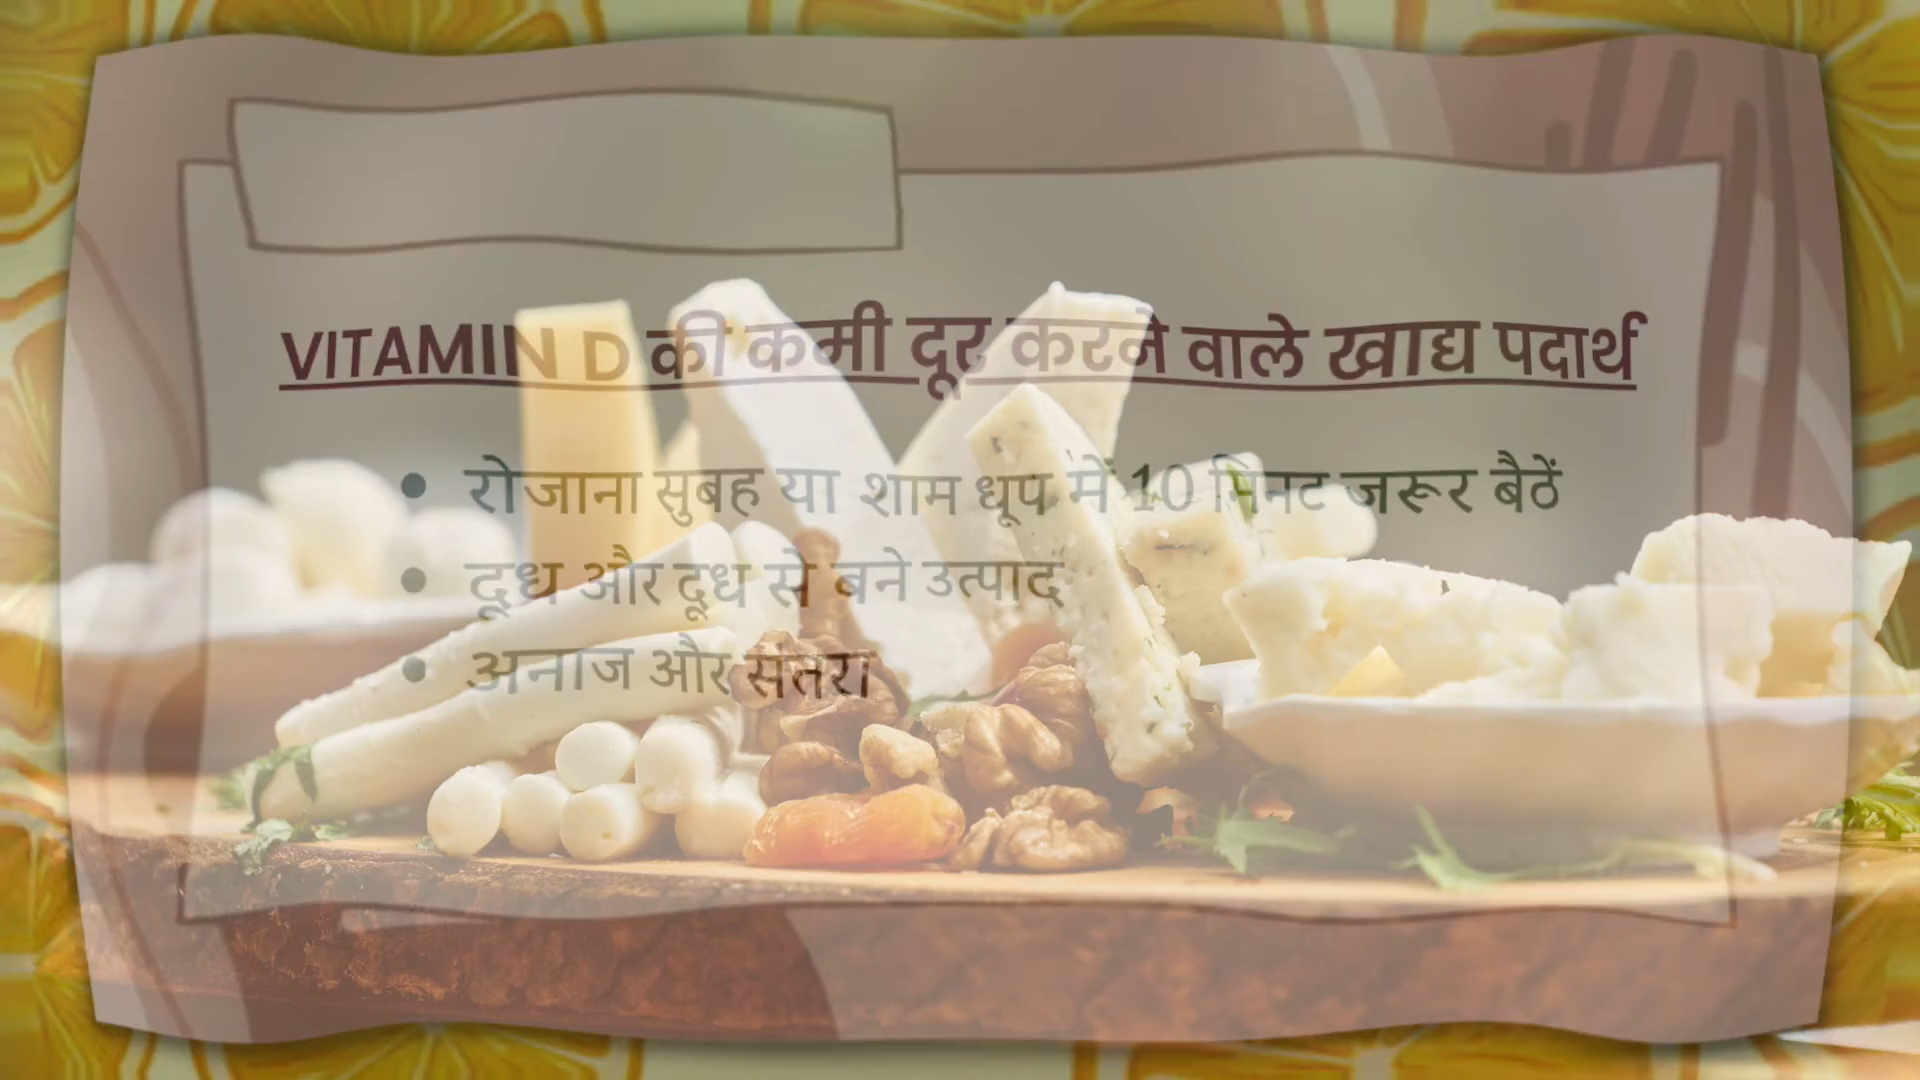 VITAMIN D की कमी दूर करने वाले खाद्य पदार्थ
रोजाना सुबह या शाम धूप में 10 मिनट जरूर बैठें
दूध और दूध से बने उत्पाद
अनाज और संतरा